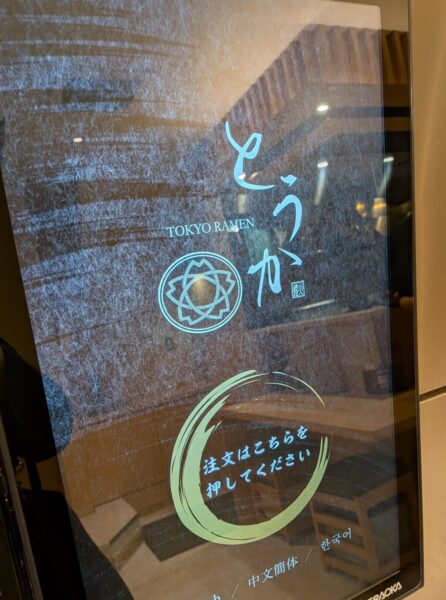 とうか
TOKYO RAMEN
注文はこちらを
押してください
/ 中文簡体 / 한국어